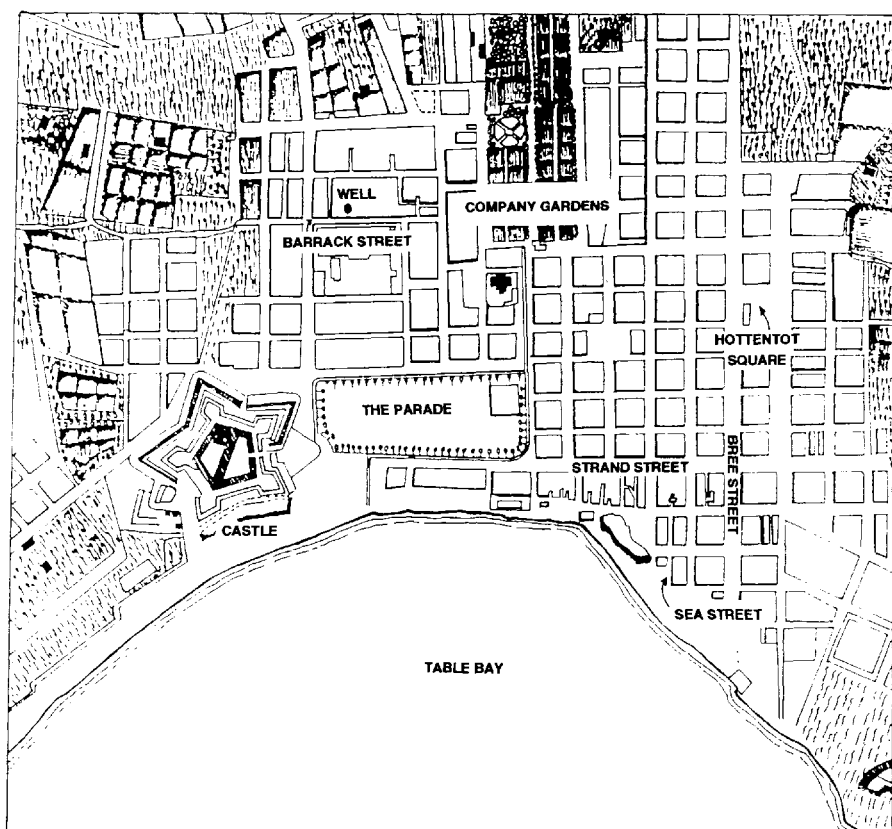 WELL
COMPANY GARDENS
BARRACK STREET
HOTTENTOT
SQUARE
THE PARADE
STRAND STREET
BREE STREET
CASTLE
SEA STREET
TABLE BAY